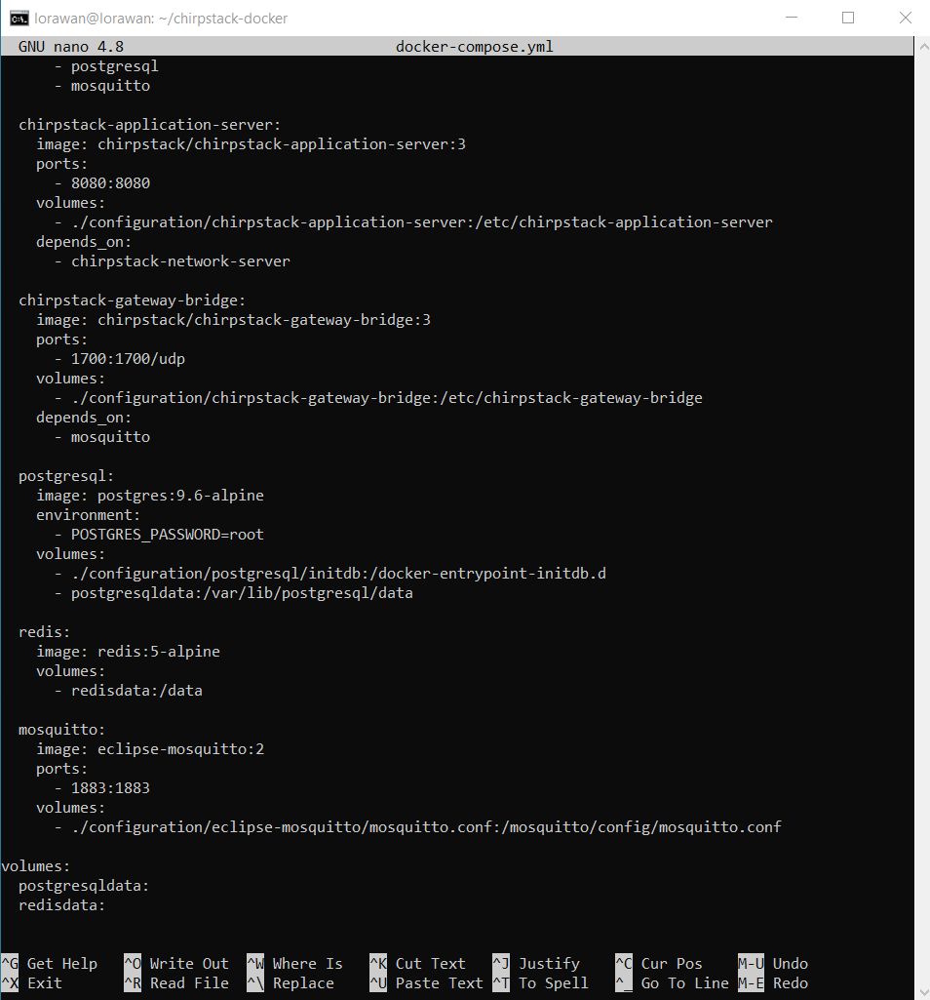 lorawan@lorawan: ~/chirpstack-docker
GNU nano 4.8 docker-compose.yml
      - postgresql
      - mosquitto

  chirpstack-application-server:
    image: chirpstack/chirpstack-application-server:3
    ports:
      - 8080:8080
    volumes:
      - ./configuration/chirpstack-application-server:/etc/chirpstack-application-server
    depends_on:
      - chirpstack-network-server

  chirpstack-gateway-bridge:
    image: chirpstack/chirpstack-gateway-bridge:3
    ports:
      - 1700:1700/udp
    volumes:
      - ./configuration/chirpstack-gateway-bridge:/etc/chirpstack-gateway-bridge
    depends_on:
      - mosquitto

  postgresql:
    image: postgres:9.6-alpine
    environment:
      - POSTGRES_PASSWORD=root
    volumes:
      - ./configuration/postgresql/initdb:/docker-entrypoint-initdb.d
      - postgresqldata:/var/lib/postgresql/data

  redis:
    image: redis:5-alpine
    volumes:
      - redisdata:/data

  mosquitto:
    image: eclipse-mosquitto:2
    ports:
      - 1883:1883
    volumes:
      - ./configuration/eclipse-mosquitto/mosquitto.conf:/mosquitto/config/mosquitto.conf

volumes:
  postgresqldata:
  redisdata:

^G Get Help ^O Write Out ^W Where Is ^K Cut Text ^J Justify ^C Cur Pos M-U Undo
^X Exit ^R Read File ^\ Replace ^U Paste Text ^T To Spell ^_ Go To Line M-E Redo